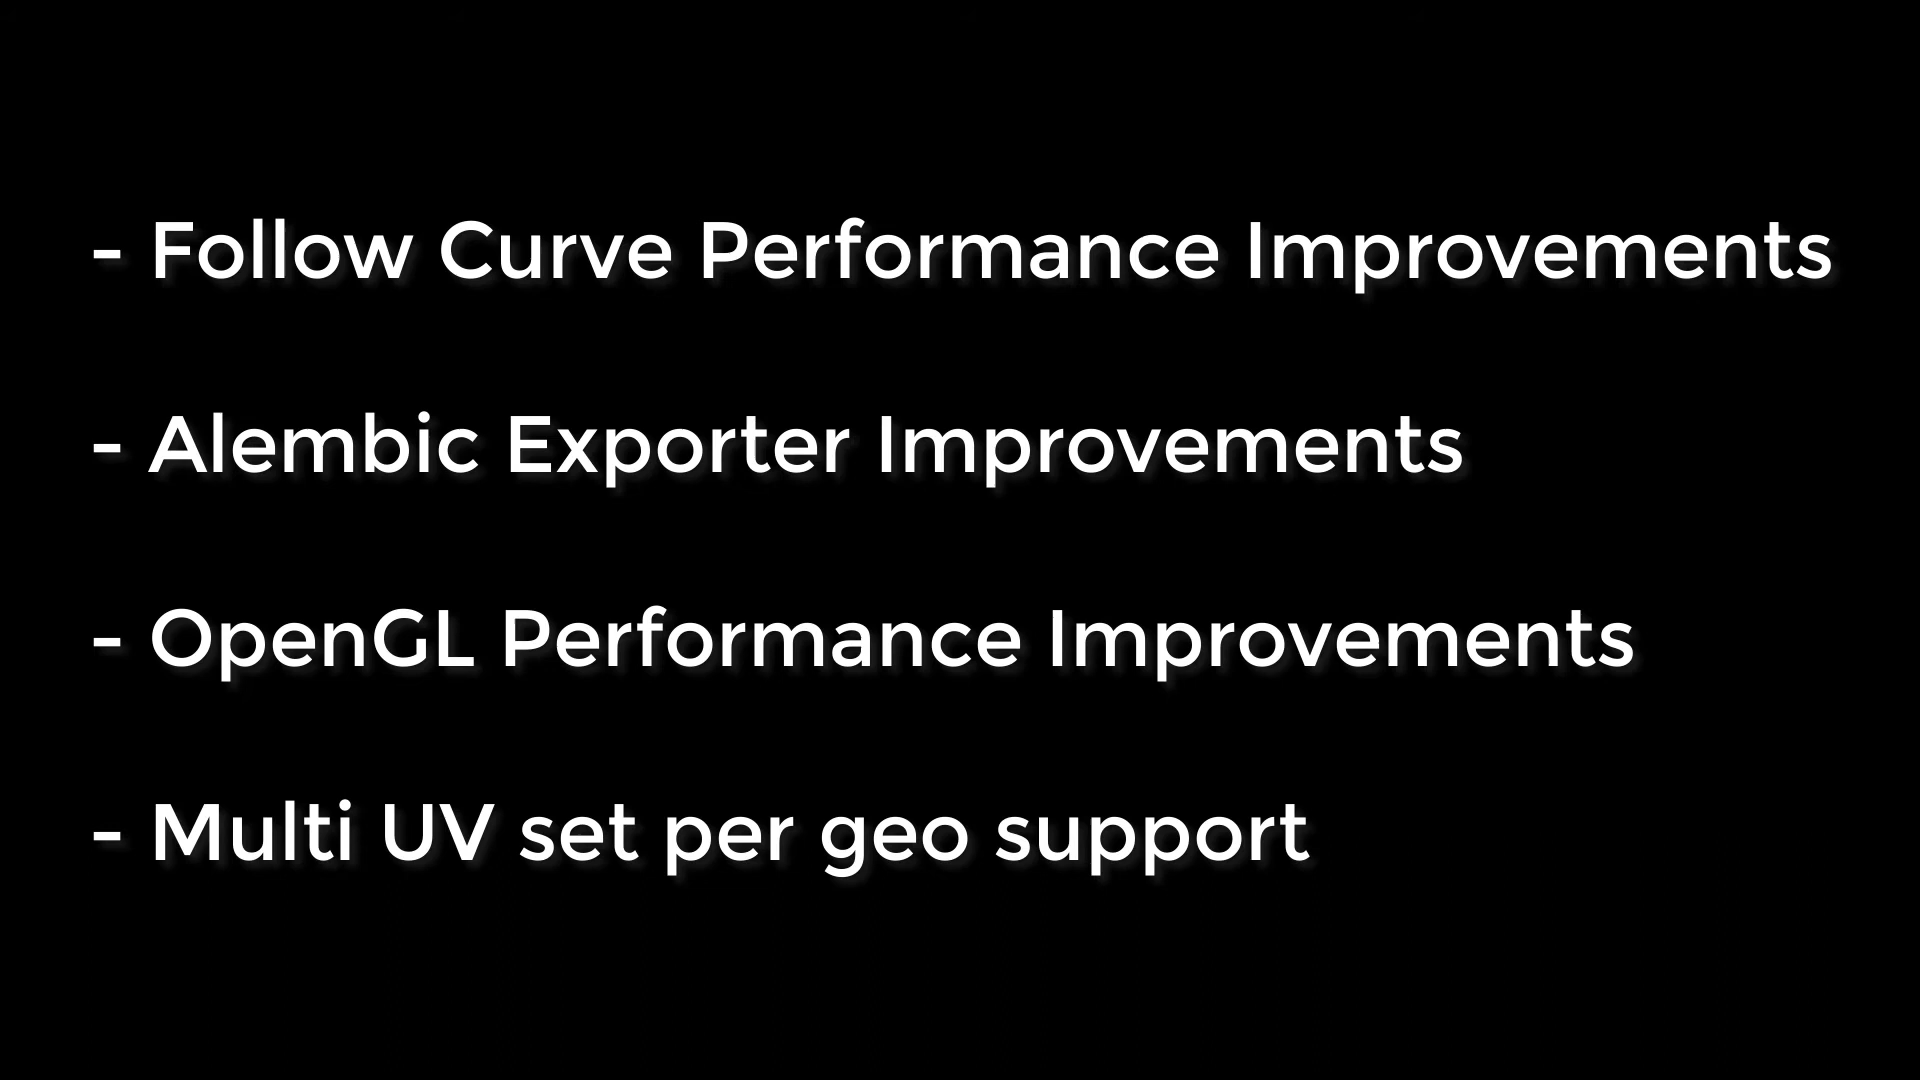 - Follow Curve Performance Improvements
- Alembic Exporter Improvements
- OpenGL Performance Improvements
- Multi UV set per geo support